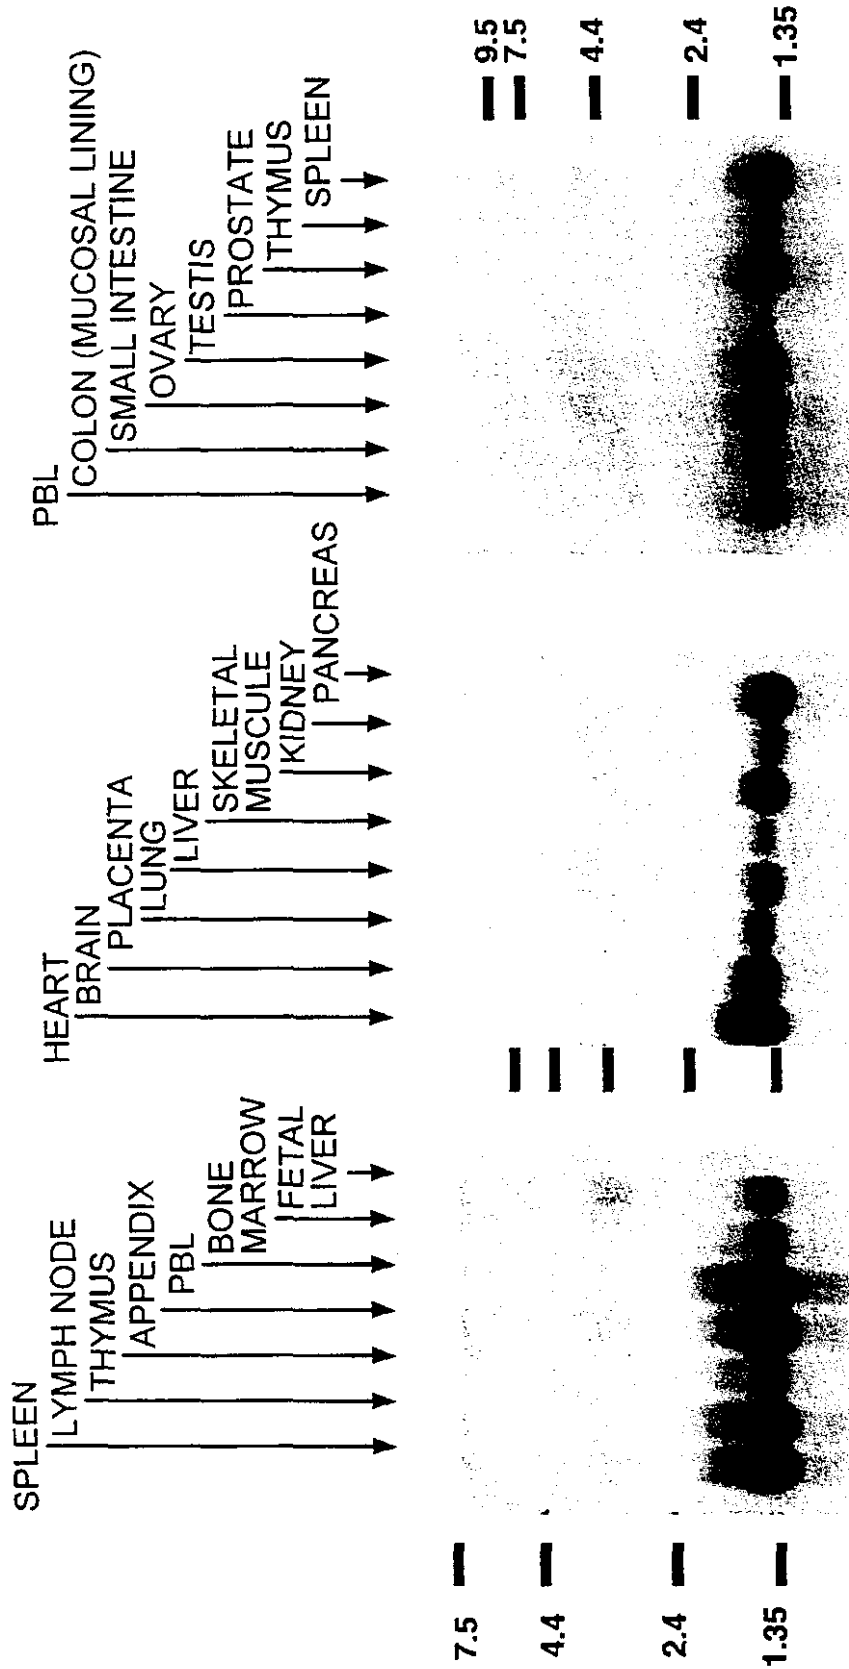 SPLEEN
LYMPH NODE
THYMUS
APPENDIX
PBL
BONE
MARROW
FETAL
LIVER
HEART
BRAIN
PLACENTA
LUNG
LIVER
SKELETAL
MUSCULE
KIDNEY
PANCREAS
PBL
COLON (MUCOSAL LINING)
SMALL INTESTINE
OVARY
TESTIS
PROSTATE
THYMUS
SPLEEN
7.5
4.4
2.4
1.35
9.5
7.5
4.4
2.4
1.35